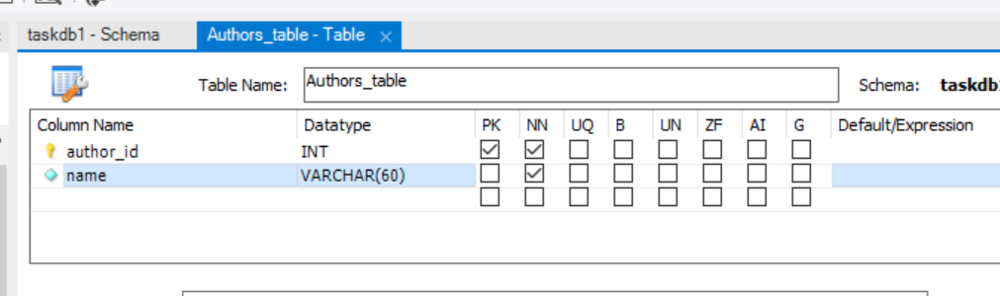 taskdb1 - Schema Authors_table - Table ×
Table Name: Authors_table Schema: taskdb1
Column Name Datatype PK NN UQ B UN ZF AI G Default/Expression
author_id INT
name VARCHAR(60)